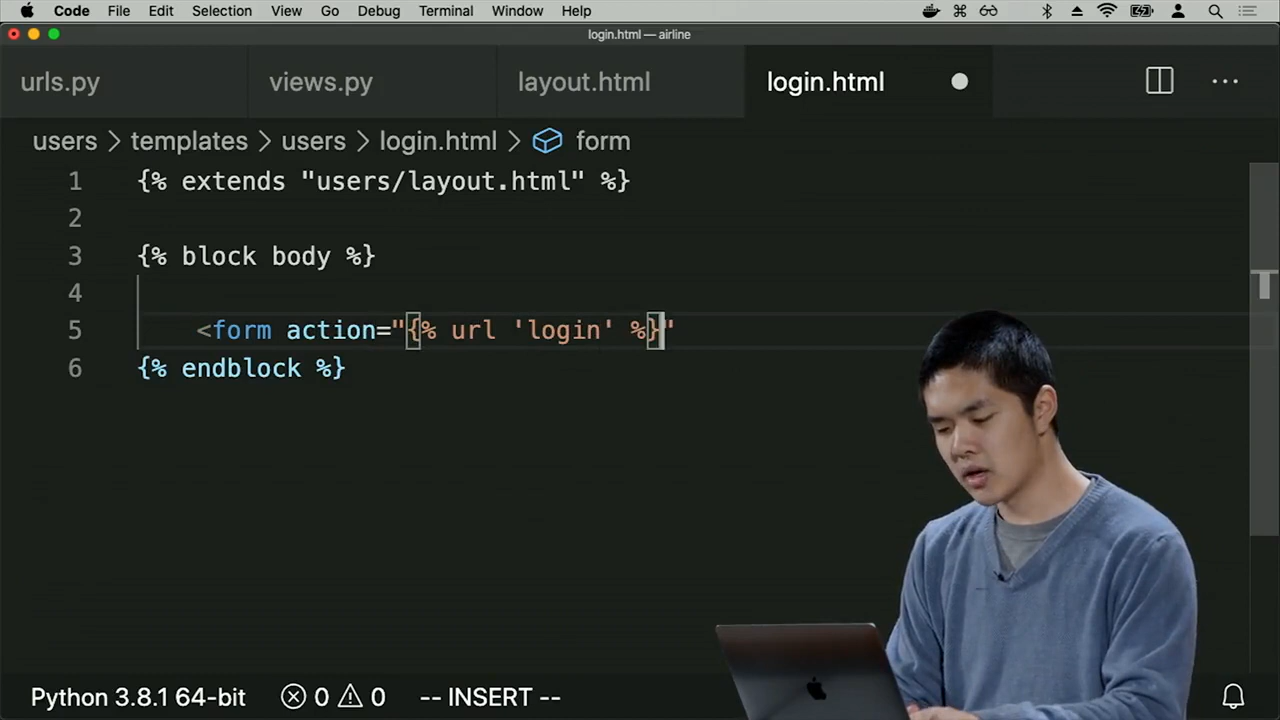 Code File Edit Selection View Go Debug Terminal Window Help
login.html — airline
urls.py views.py layout.html login.html
users > templates > users > login.html > form
1 {% extends "users/layout.html" %}
2
3 {% block body %}
4
5 <form action="{% url 'login' %}"
6 {% endblock %}
Python 3.8.1 64-bit 0 0 -- INSERT --